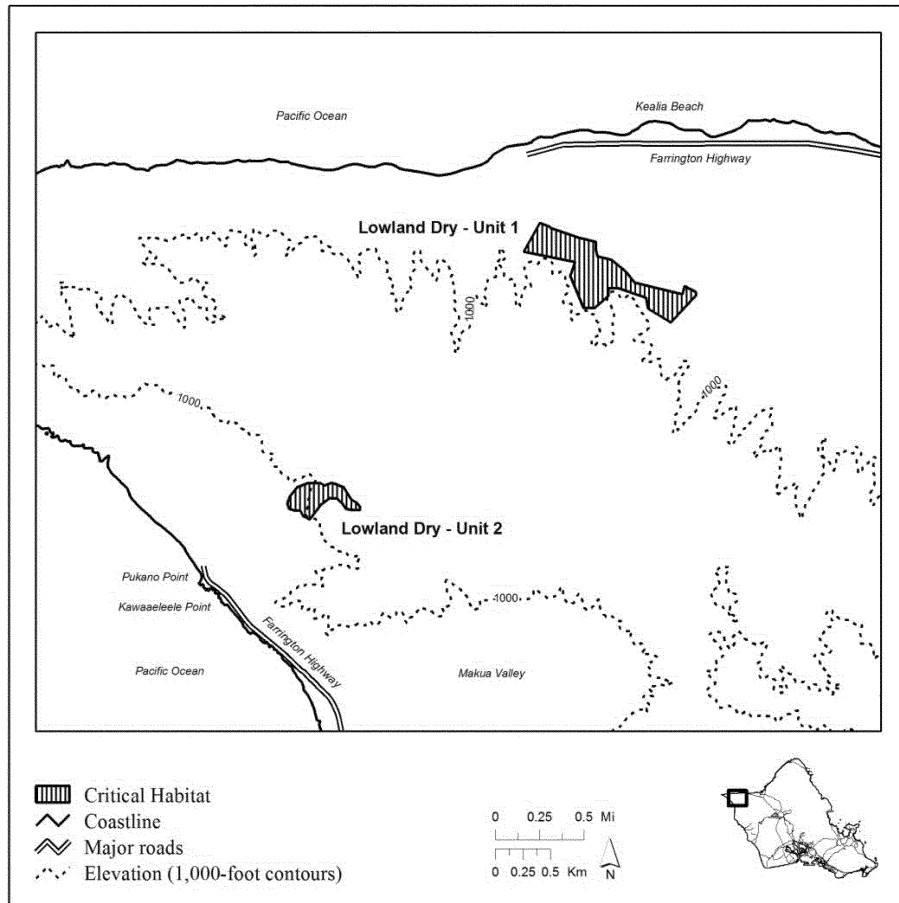 Pacific Ocean
Kealia Beach
Farrington Highway
Lowland Dry - Unit 1
1000
1000
1000
Lowland Dry - Unit 2
Pukano Point
Kawaaeleele Point
Farrington Highway
1000
Pacific Ocean
Makua Valley
Critical Habitat
Coastline
Major roads
Elevation (1,000-foot contours)
0 0.25 0.5 Mi
0 0.25 0.5 Km
N